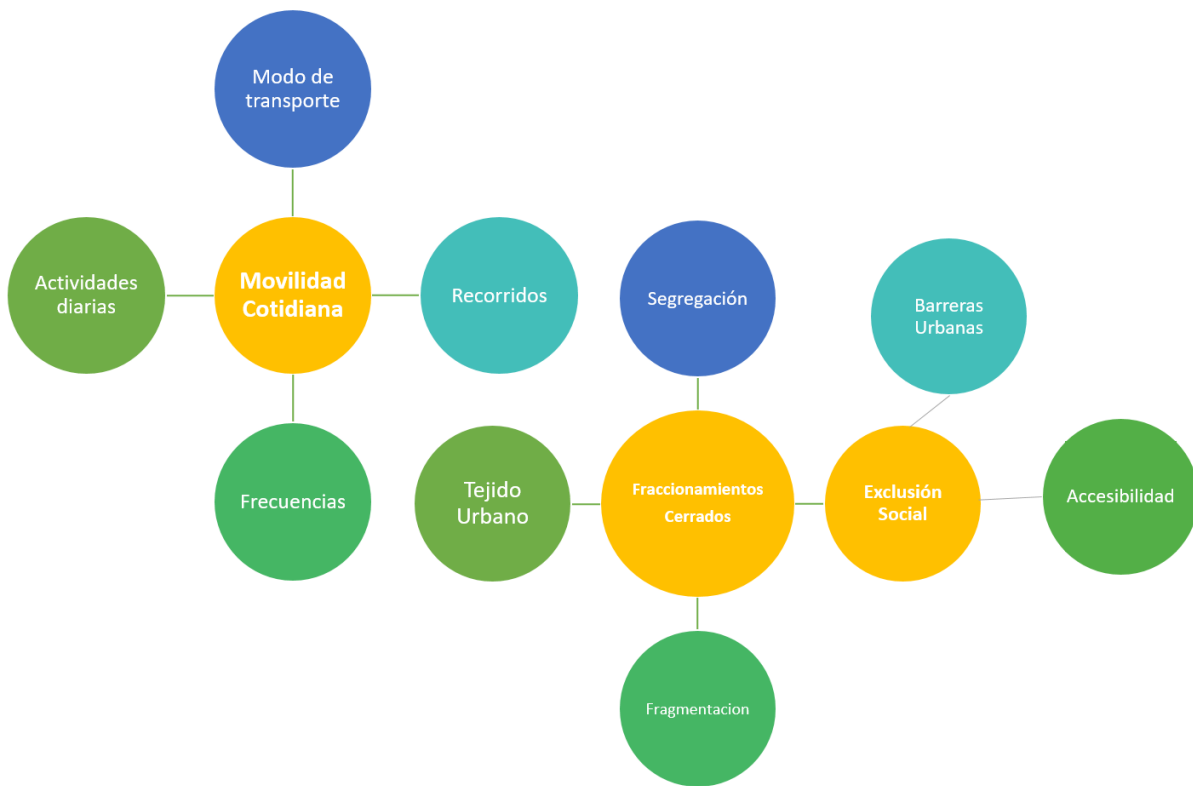 Modo de
transporte
Actividades
diarias
Movilidad
Cotidiana
Recorridos
Frecuencias
Segregación
Barreras
Urbanas
Tejido
Urbano
Fraccionamientos
Cerrados
Exclusión
Social
Accesibilidad
Fragmentacion